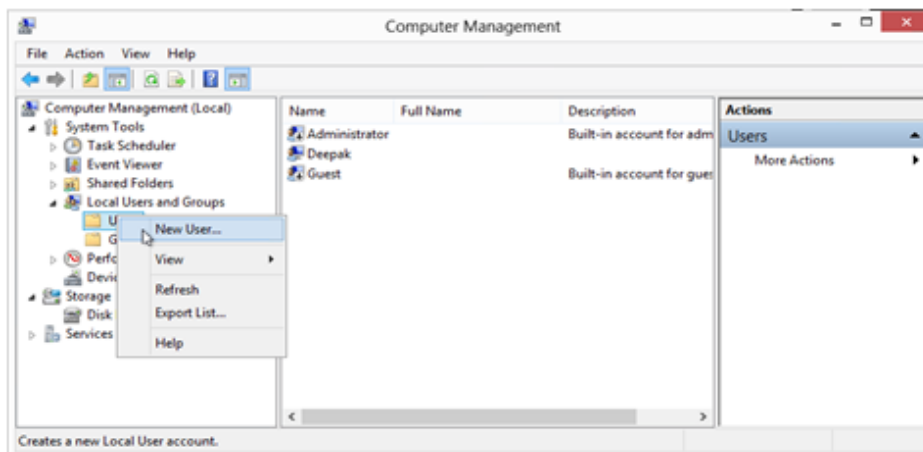 Computer Management
File Action View Help
Computer Management (Local)
System Tools
Task Scheduler
Event Viewer
Shared Folders
Local Users and Groups
U
G
Perfo
Devic
Storage
Disk
Services
New User...
View
Refresh
Export List...
Help
Name Full Name Description
Administrator Built-in account for adm
Deepak
Guest Built-in account for gues
Actions
Users
More Actions
Creates a new Local User account.